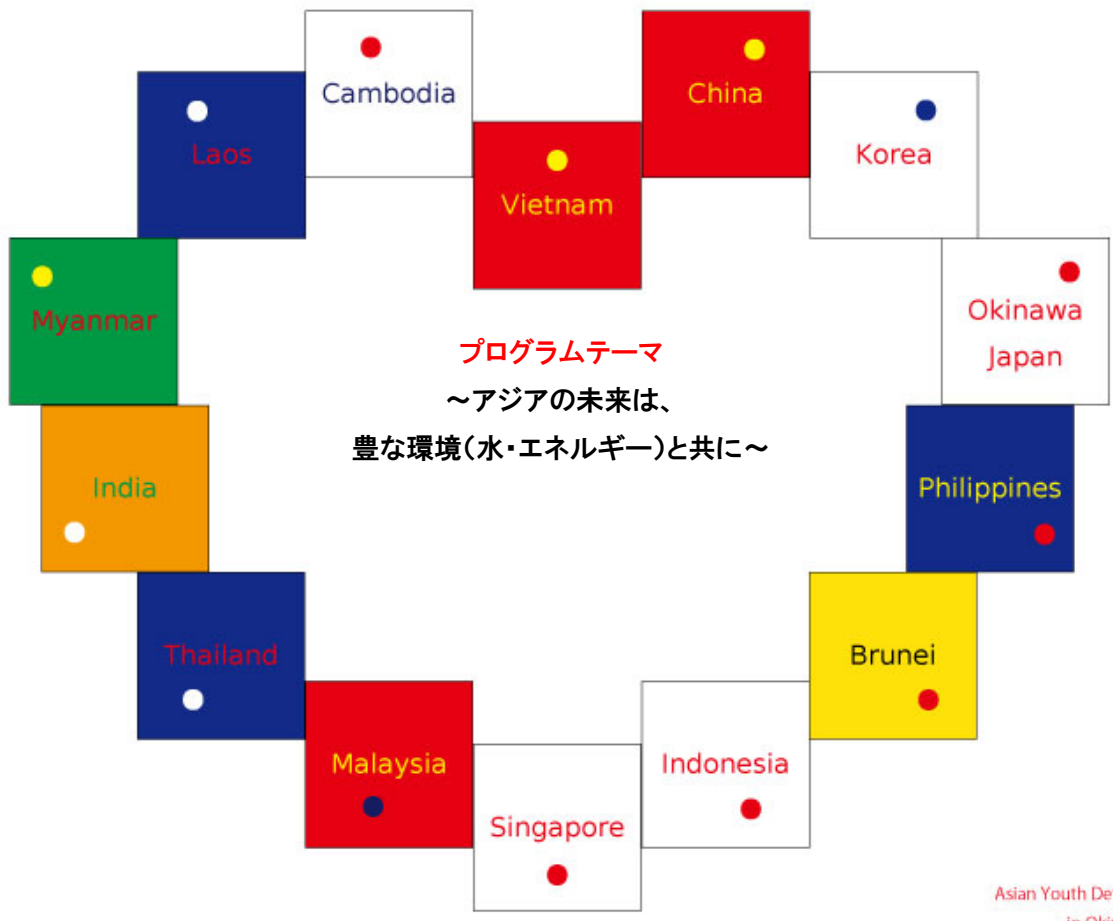 Cambodia
China
Laos
Korea
Vietnam
Myanmar
Okinawa
Japan
プログラムテーマ
~アジアの未来は、
豊な環境(水・エネルギー)と共に~
India
Philippines
Thailand
Brunei
Malaysia
Indonesia
Singapore
Asian Youth De
in Oki